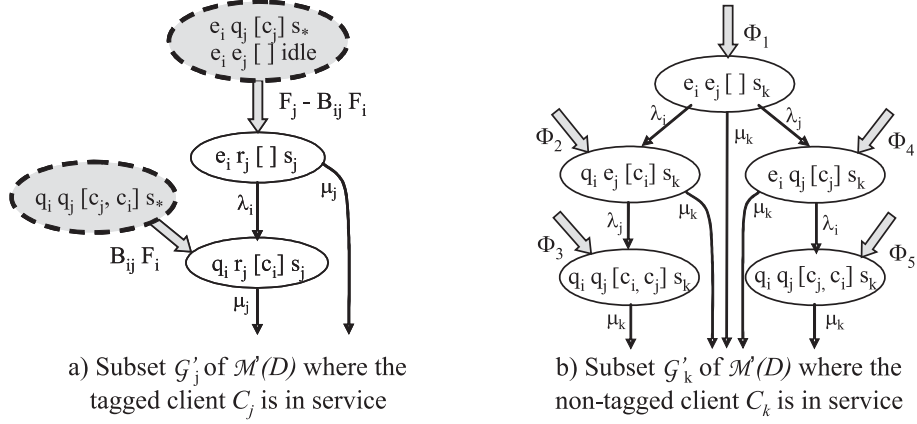 e_i q_j [c_j] s_*
e_i e_j [ ] idle
F_j - B_ij F_i
e_i r_j [ ] s_j
μ_j
λ_i
q_i q_j [c_j, c_i] s_*
B_ij F_i
q_i r_j [c_i] s_j
μ_j
a) Subset G'_j of M'(D) where the
tagged client C_j is in service
Φ_1
e_i e_j [ ] s_k
λ_i
μ_k
λ_j
Φ_2
Φ_4
q_i e_j [c_i] s_k
e_i q_j [c_j] s_k
μ_k
μ_k
λ_j
λ_i
Φ_3
Φ_5
q_i q_j [c_i, c_j] s_k
q_i q_j [c_j, c_i] s_k
μ_k
μ_k
b) Subset G'_k of M'(D) where the
non-tagged client C_k is in service